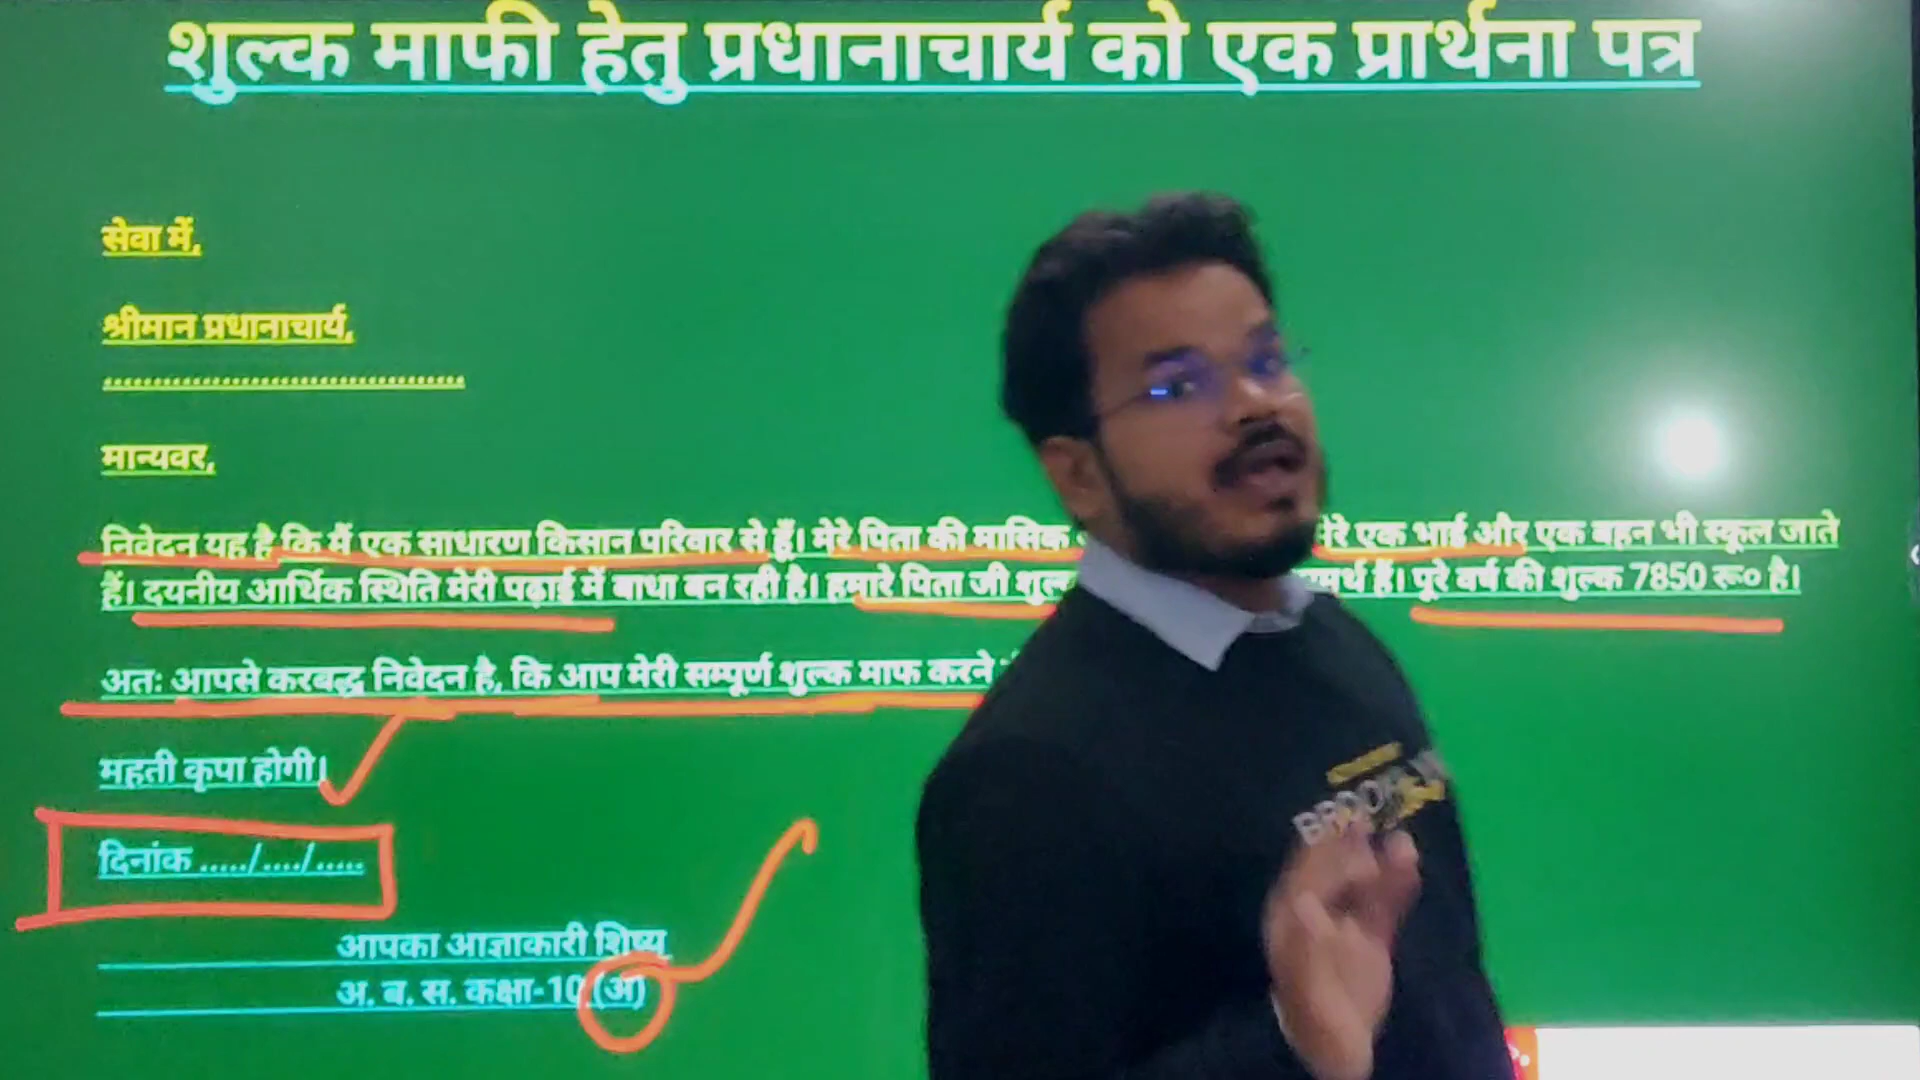 शुल्क माफी हेतु प्रधानाचार्य को एक प्रार्थना पत्र
सेवा में,
श्रीमान प्रधानाचार्य,
....................................
मान्यवर,
निवेदन यह है कि मैं एक साधारण किसान परिवार से हूँ। मेरे पिता की मासिक एक भाई और एक बहन भी स्कूल जाते
हैं। दयनीय आर्थिक स्थिति मेरी पढ़ाई में बाधा बन रही है। हमारे पिता जी हैं। पूरे वर्ष की शुल्क 7850 रू० है।
अतः आपसे करबद्ध निवेदन है, कि आप मेरी सम्पूर्ण शुल्क माफ करने
महती कृपा होगी।
दिनांक ...../..../.....
आपका आज्ञाकारी शिष्य
अ. ब. स. कक्षा-10 (अ)